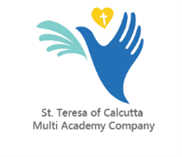 St. Teresa of Calcutta
Multi Academy Company